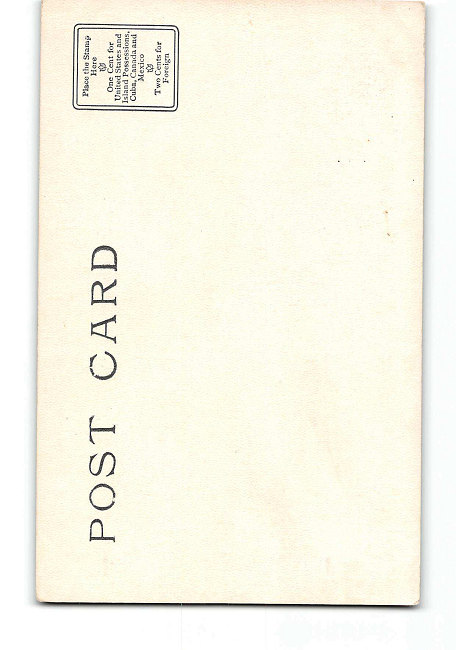 Place the Stamp
Here
One Cent for
United States and
Island Possessions,
Cuba, Canada and
Mexico
Two Cents for
Foreign
POST CARD